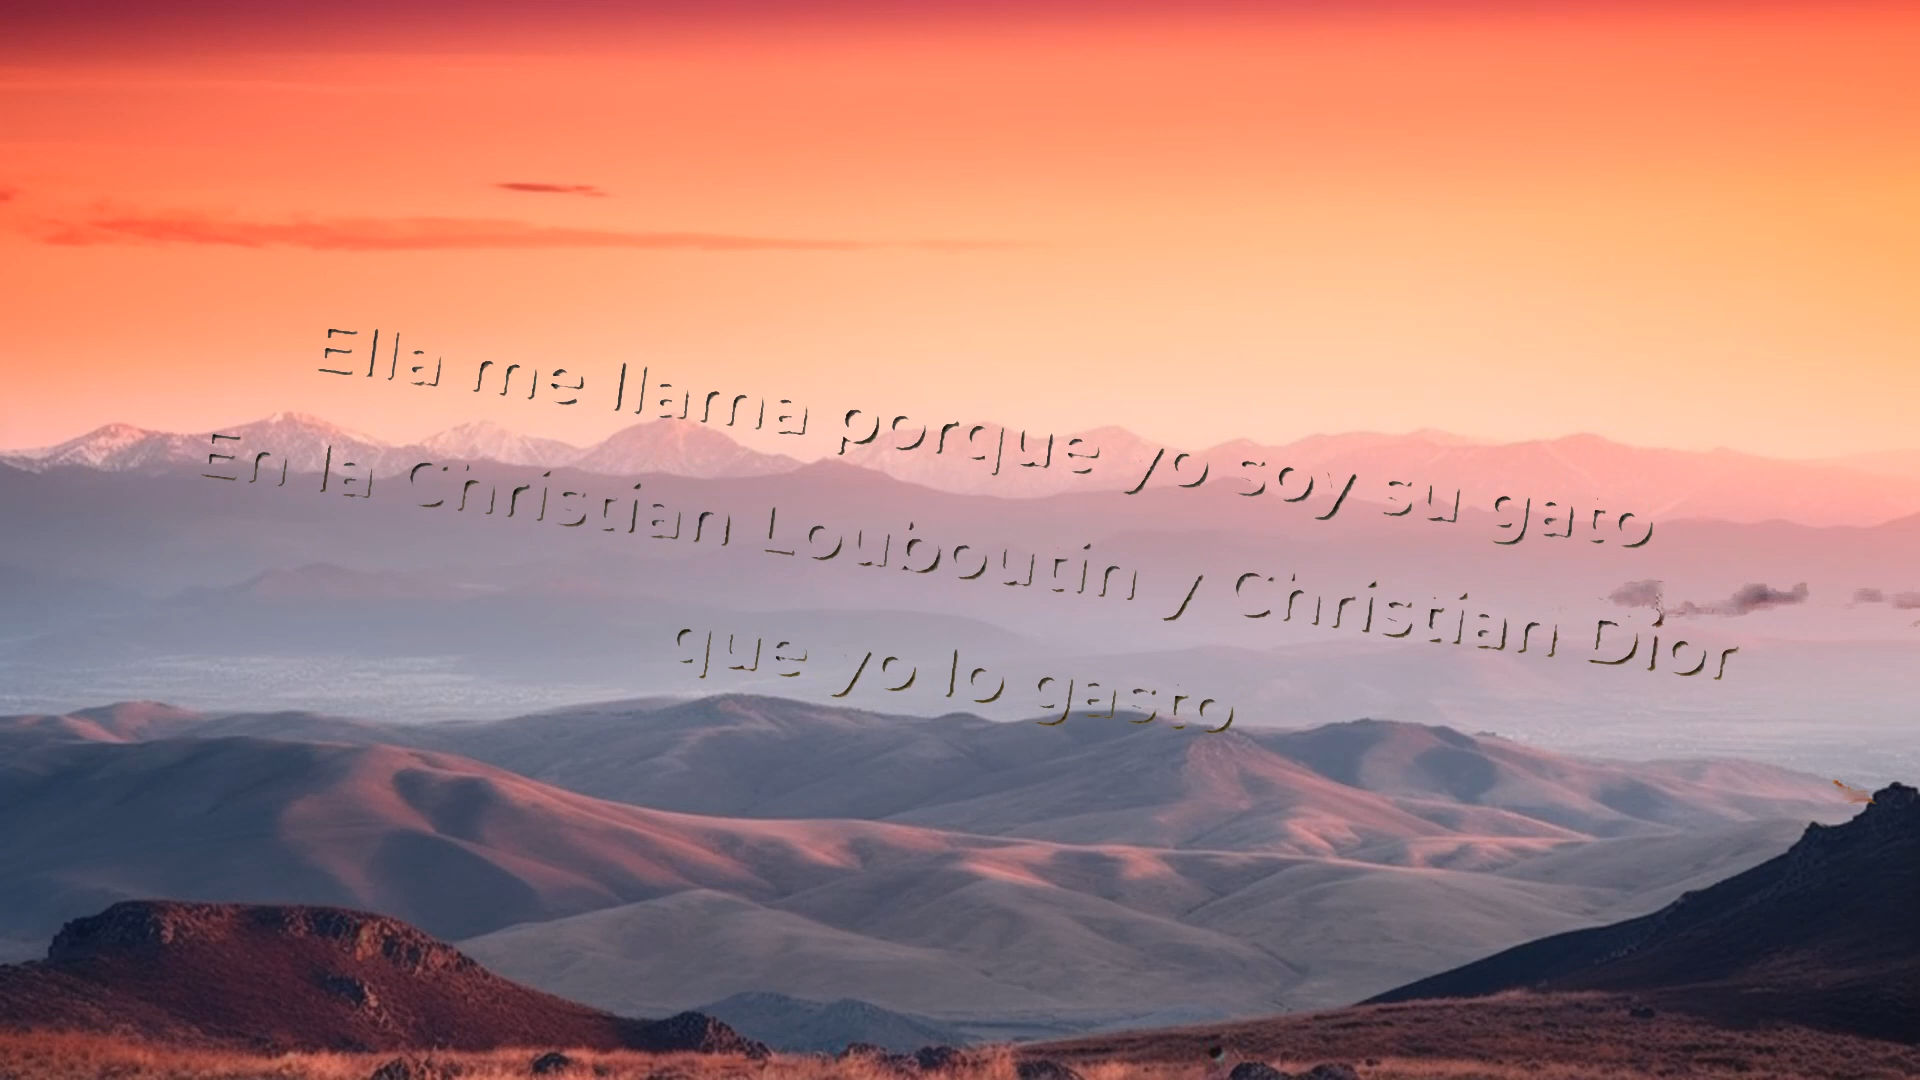 Ella me llama porque yo soy su gato
En la Christian Louboutin y Christian Dior
que yo lo gasto